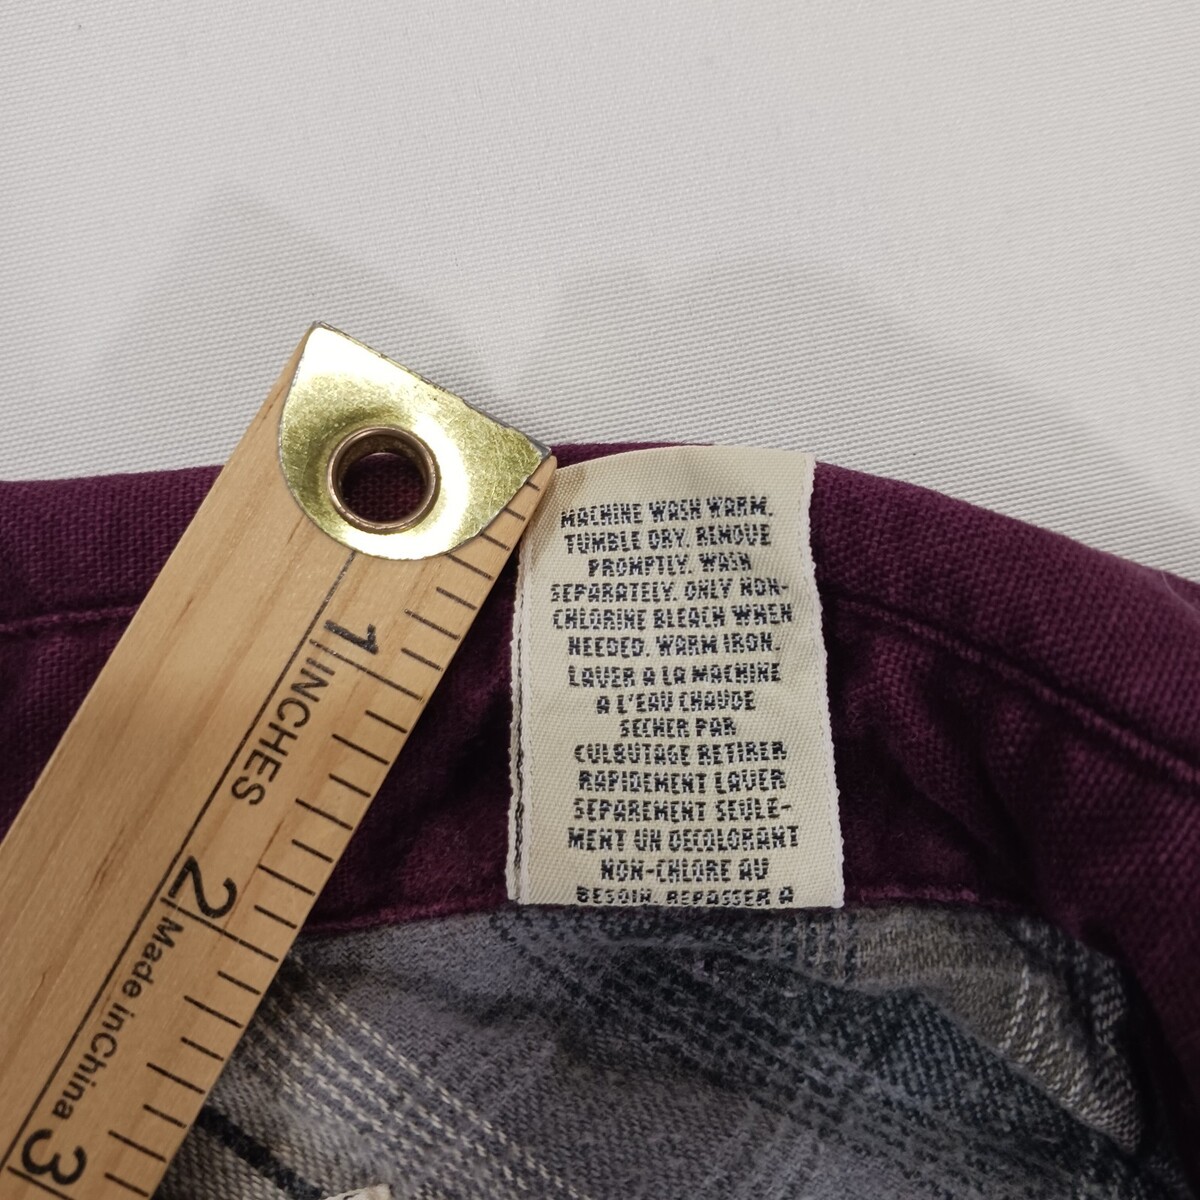 MACHINE WASH WARM.
TUMBLE DRY. REMOVE
PROMPTLY. WASH
SEPARATELY. ONLY NON-
CHLORINE BLEACH WHEN
NEEDED. WARM IRON.
LAVER A LA MACHINE
A L'EAU CHAUDE
SECHER PAR
CULBUTAGE RETIRER
RAPIDEMENT LAVER
SEPAREMENT SEULE-
MENT UN DECOLORANT
NON-CHLORE AU
BESOIN. REPASSER A
1
INCHES
2
Made in China
3